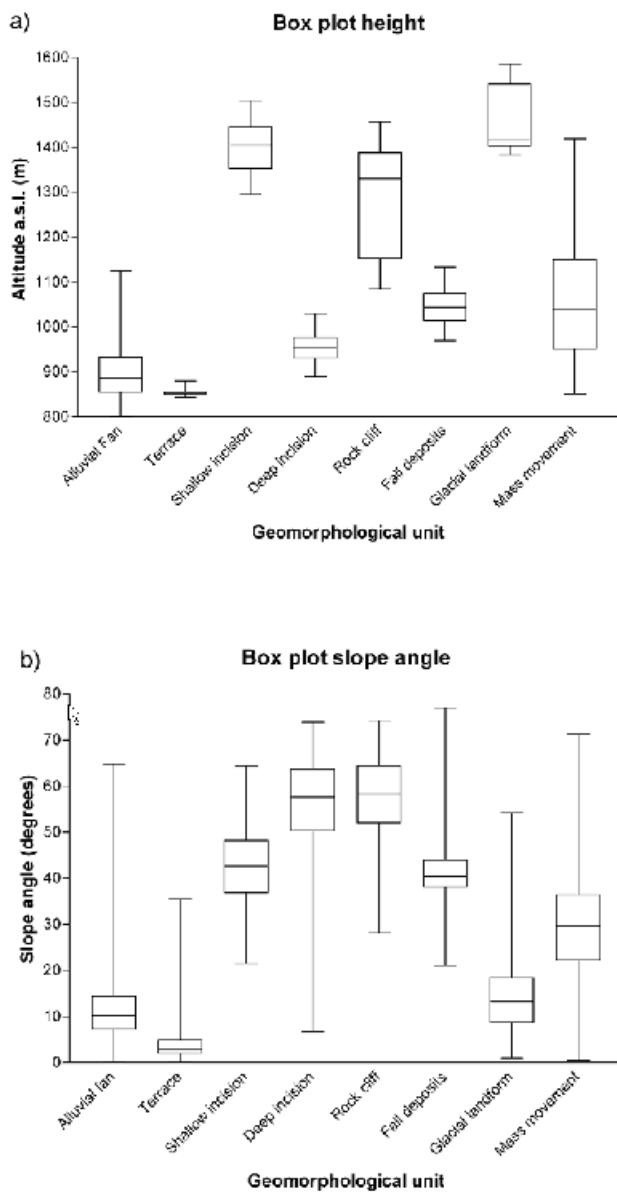 a)
Box plot height
Altitude a.s.l. (m)
1600
1500
1400
1300
1200
1100
1000
900
800
Alluvial Fan
Terrace
Shallow incision
Deep incision
Rock cliff
Fall deposits
Glacial landform
Mass movement
Geomorphological unit
b)
Box plot slope angle
Slope angle (degrees)
80
70
60
50
40
30
20
10
0
Alluvial fan
Terrace
Shallow incision
Deep incision
Rock cliff
Fall deposits
Glacial landform
Mass movement
Geomorphological unit